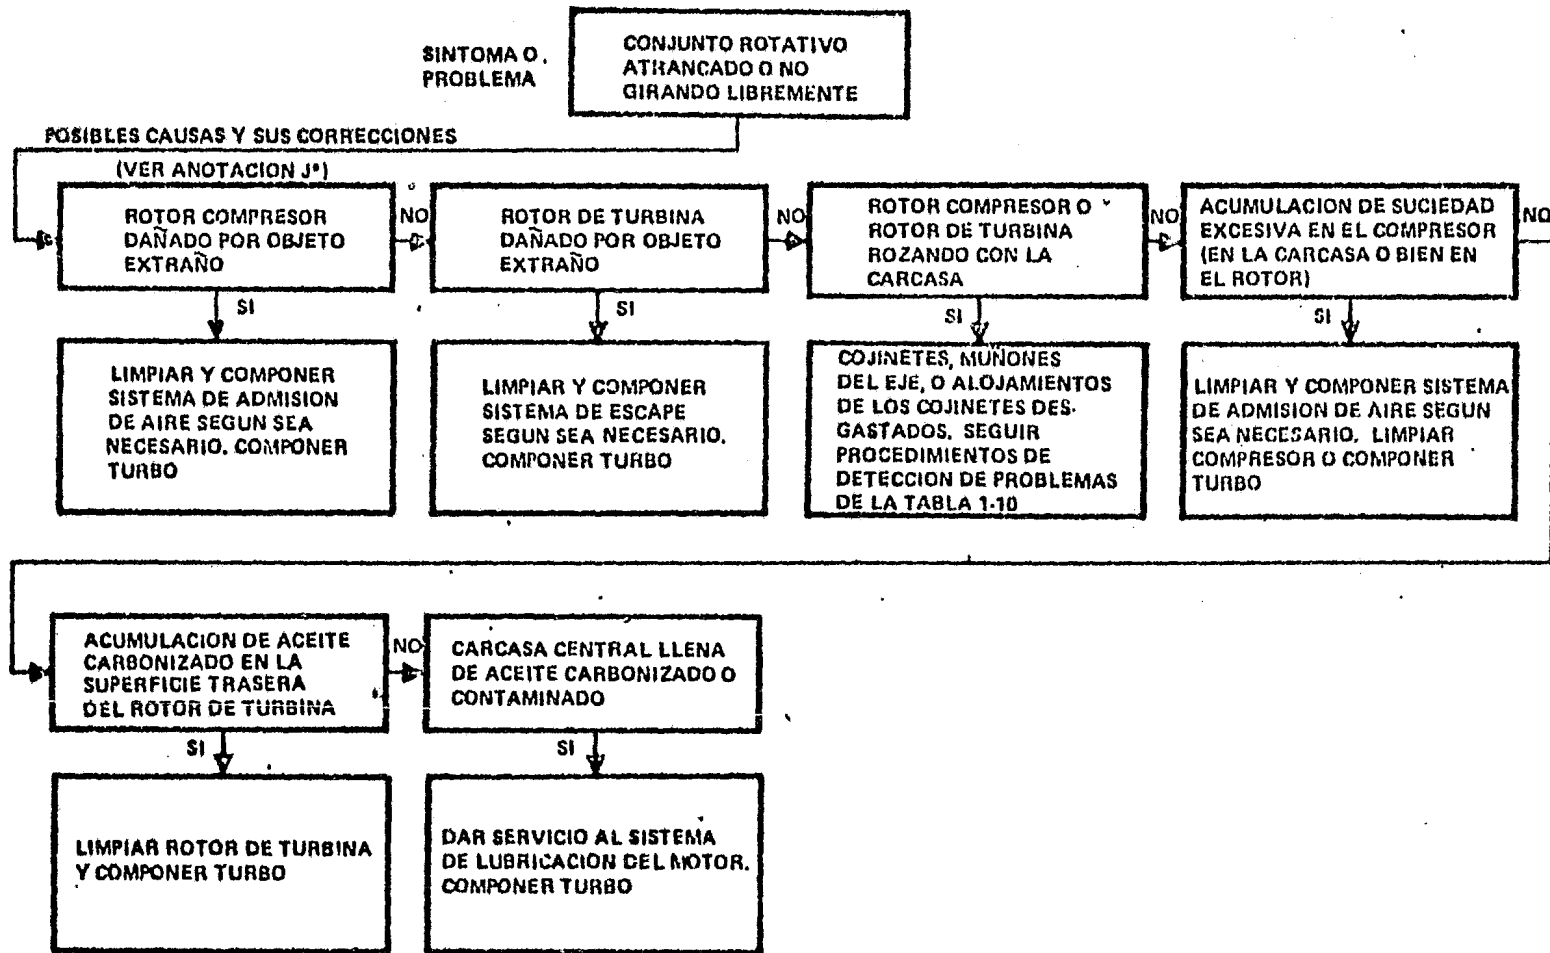 SINTOMA O
PROBLEMA
CONJUNTO ROTATIVO
ATRANCADO O NO
GIRANDO LIBREMENTE
POSIBLES CAUSAS Y SUS CORRECCIONES
(VER ANOTACION J*)
ROTOR COMPRESOR
DAÑADO POR OBJETO
EXTRAÑO
NO
ROTOR DE TURBINA
DAÑADO POR OBJETO
EXTRAÑO
NO
ROTOR COMPRESOR O
ROTOR DE TURBINA
ROZANDO CON LA
CARCASA
NO
ACUMULACION DE SUCIEDAD
EXCESIVA EN EL COMPRESOR
(EN LA CARCASA O BIEN EN
EL ROTOR)
NO
SI
SI
SI
SI
LIMPIAR Y COMPONER
SISTEMA DE ADMISION
DE AIRE SEGUN SEA
NECESARIO. COMPONER
TURBO
LIMPIAR Y COMPONER
SISTEMA DE ESCAPE
SEGUN SEA NECESARIO.
COMPONER TURBO
COJINETES, MUÑONES
DEL EJE, O ALOJAMIENTOS
DE LOS COJINETES DES-
GASTADOS. SEGUIR
PROCEDIMIENTOS DE
DETECCION DE PROBLEMAS
DE LA TABLA 1-10
LIMPIAR Y COMPONER SISTEMA
DE ADMISION DE AIRE SEGUN
SEA NECESARIO. LIMPIAR
COMPRESOR O COMPONER
TURBO
ACUMULACION DE ACEITE
CARBONIZADO EN LA
SUPERFICIE TRASERA
DEL ROTOR DE TURBINA
NO
CARCASA CENTRAL LLENA
DE ACEITE CARBONIZADO O
CONTAMINADO
SI
SI
LIMPIAR ROTOR DE TURBINA
Y COMPONER TURBO
DAR SERVICIO AL SISTEMA
DE LUBRICACION DEL MOTOR.
COMPONER TURBO